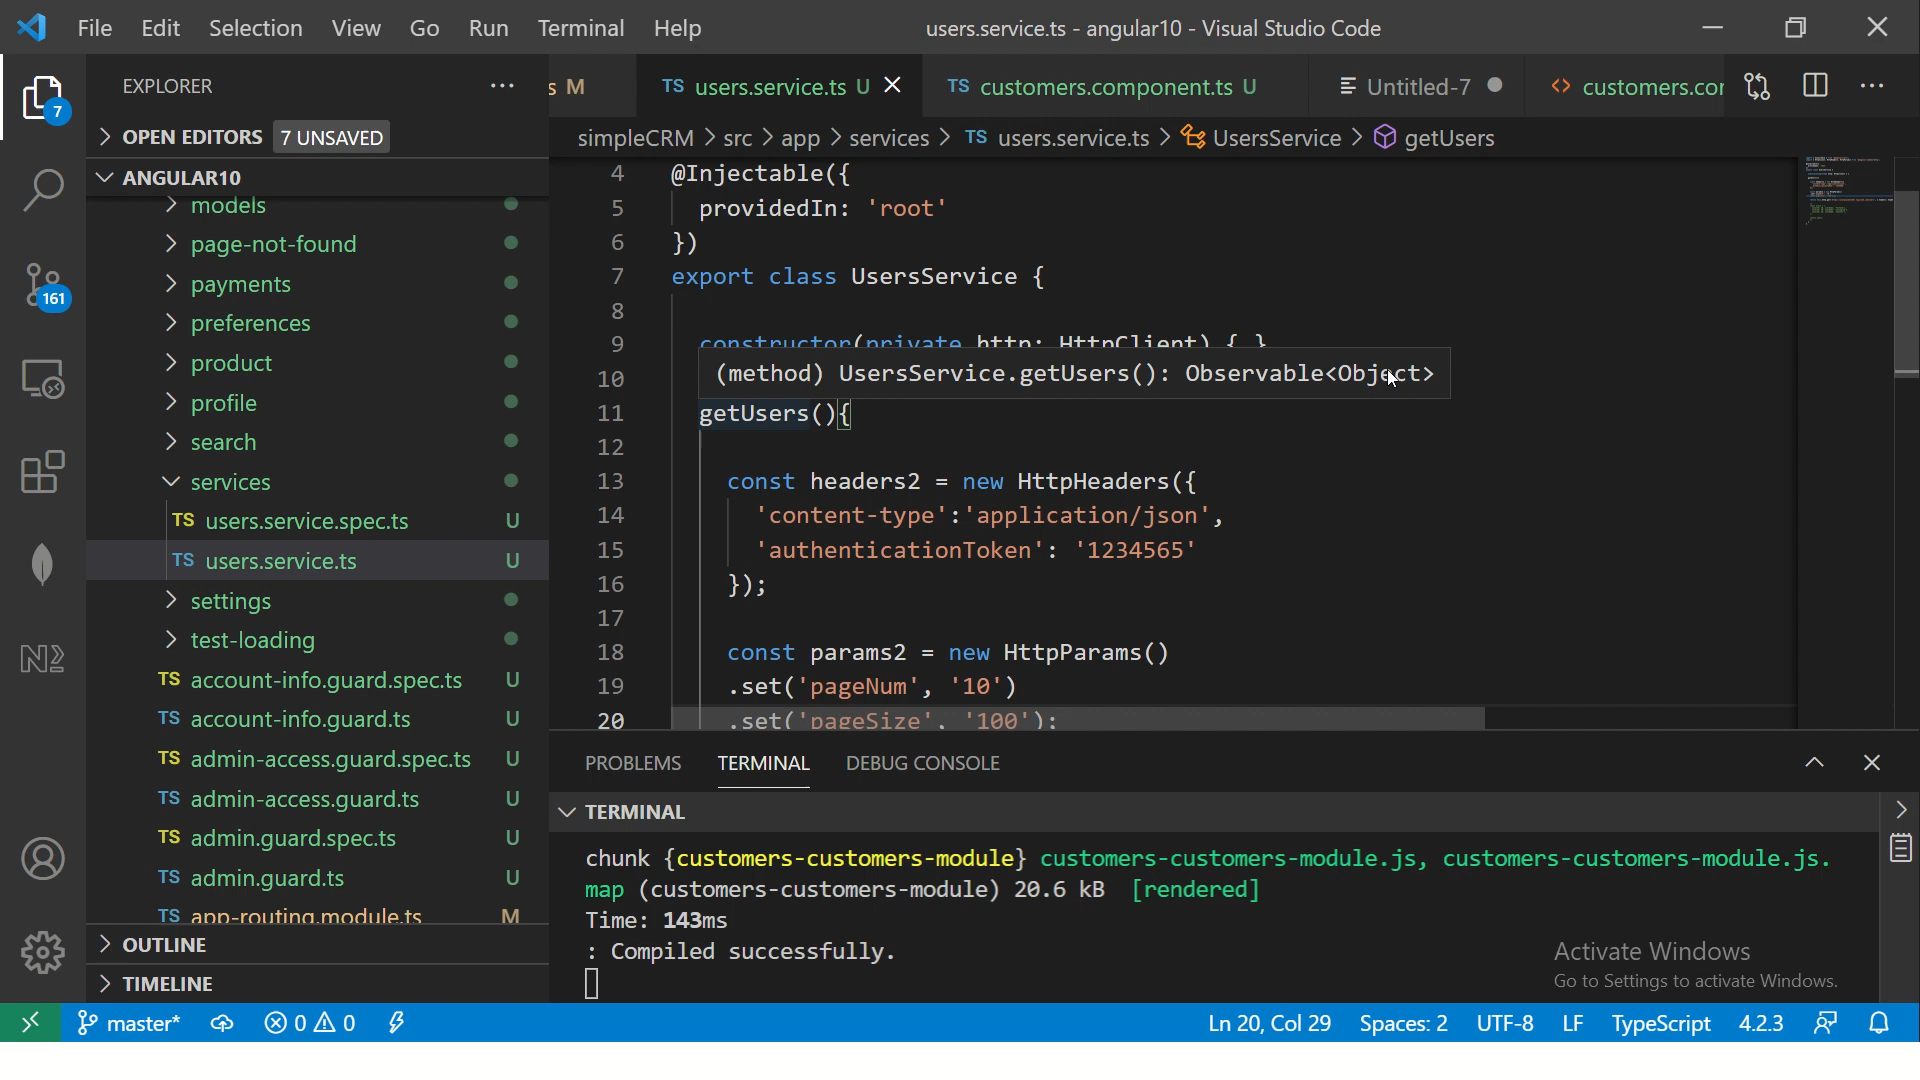 File Edit Selection View Go Run Terminal Help users.service.ts - angular10 - Visual Studio Code
EXPLORER
7
OPEN EDITORS 7 UNSAVED
ANGULAR10
models
page-not-found
payments
161
preferences
product
profile
search
services
TS users.service.spec.ts U
TS users.service.ts U
settings
test-loading
TS account-info.guard.spec.ts U
TS account-info.guard.ts U
TS admin-access.guard.spec.ts U
TS admin-access.guard.ts U
TS admin.guard.spec.ts U
TS admin.guard.ts U
TS app-routing.module.ts M
OUTLINE
TIMELINE
s M TS users.service.ts U TS customers.component.ts U Untitled-7 <> customers.cor
simpleCRM > src > app > services > TS users.service.ts > UsersService > getUsers
4 @Injectable({
5 providedIn: 'root'
6 })
7 export class UsersService {
8
9 constructor(private http: HttpClient) { }
(method) UsersService.getUsers(): Observable<Object>
10
11 getUsers(){
12
13 const headers2 = new HttpHeaders({
14 'content-type':'application/json',
15 'authenticationToken': '1234565'
16 });
17
18 const params2 = new HttpParams()
19 .set('pageNum', '10')
20 .set('pageSize', '100');
PROBLEMS TERMINAL DEBUG CONSOLE
TERMINAL
chunk {customers-customers-module} customers-customers-module.js, customers-customers-module.js.
map (customers-customers-module) 20.6 kB [rendered]
Time: 143ms
: Compiled successfully.
Activate Windows
Go to Settings to activate Windows.
master* 0 0 Ln 20, Col 29 Spaces: 2 UTF-8 LF TypeScript 4.2.3